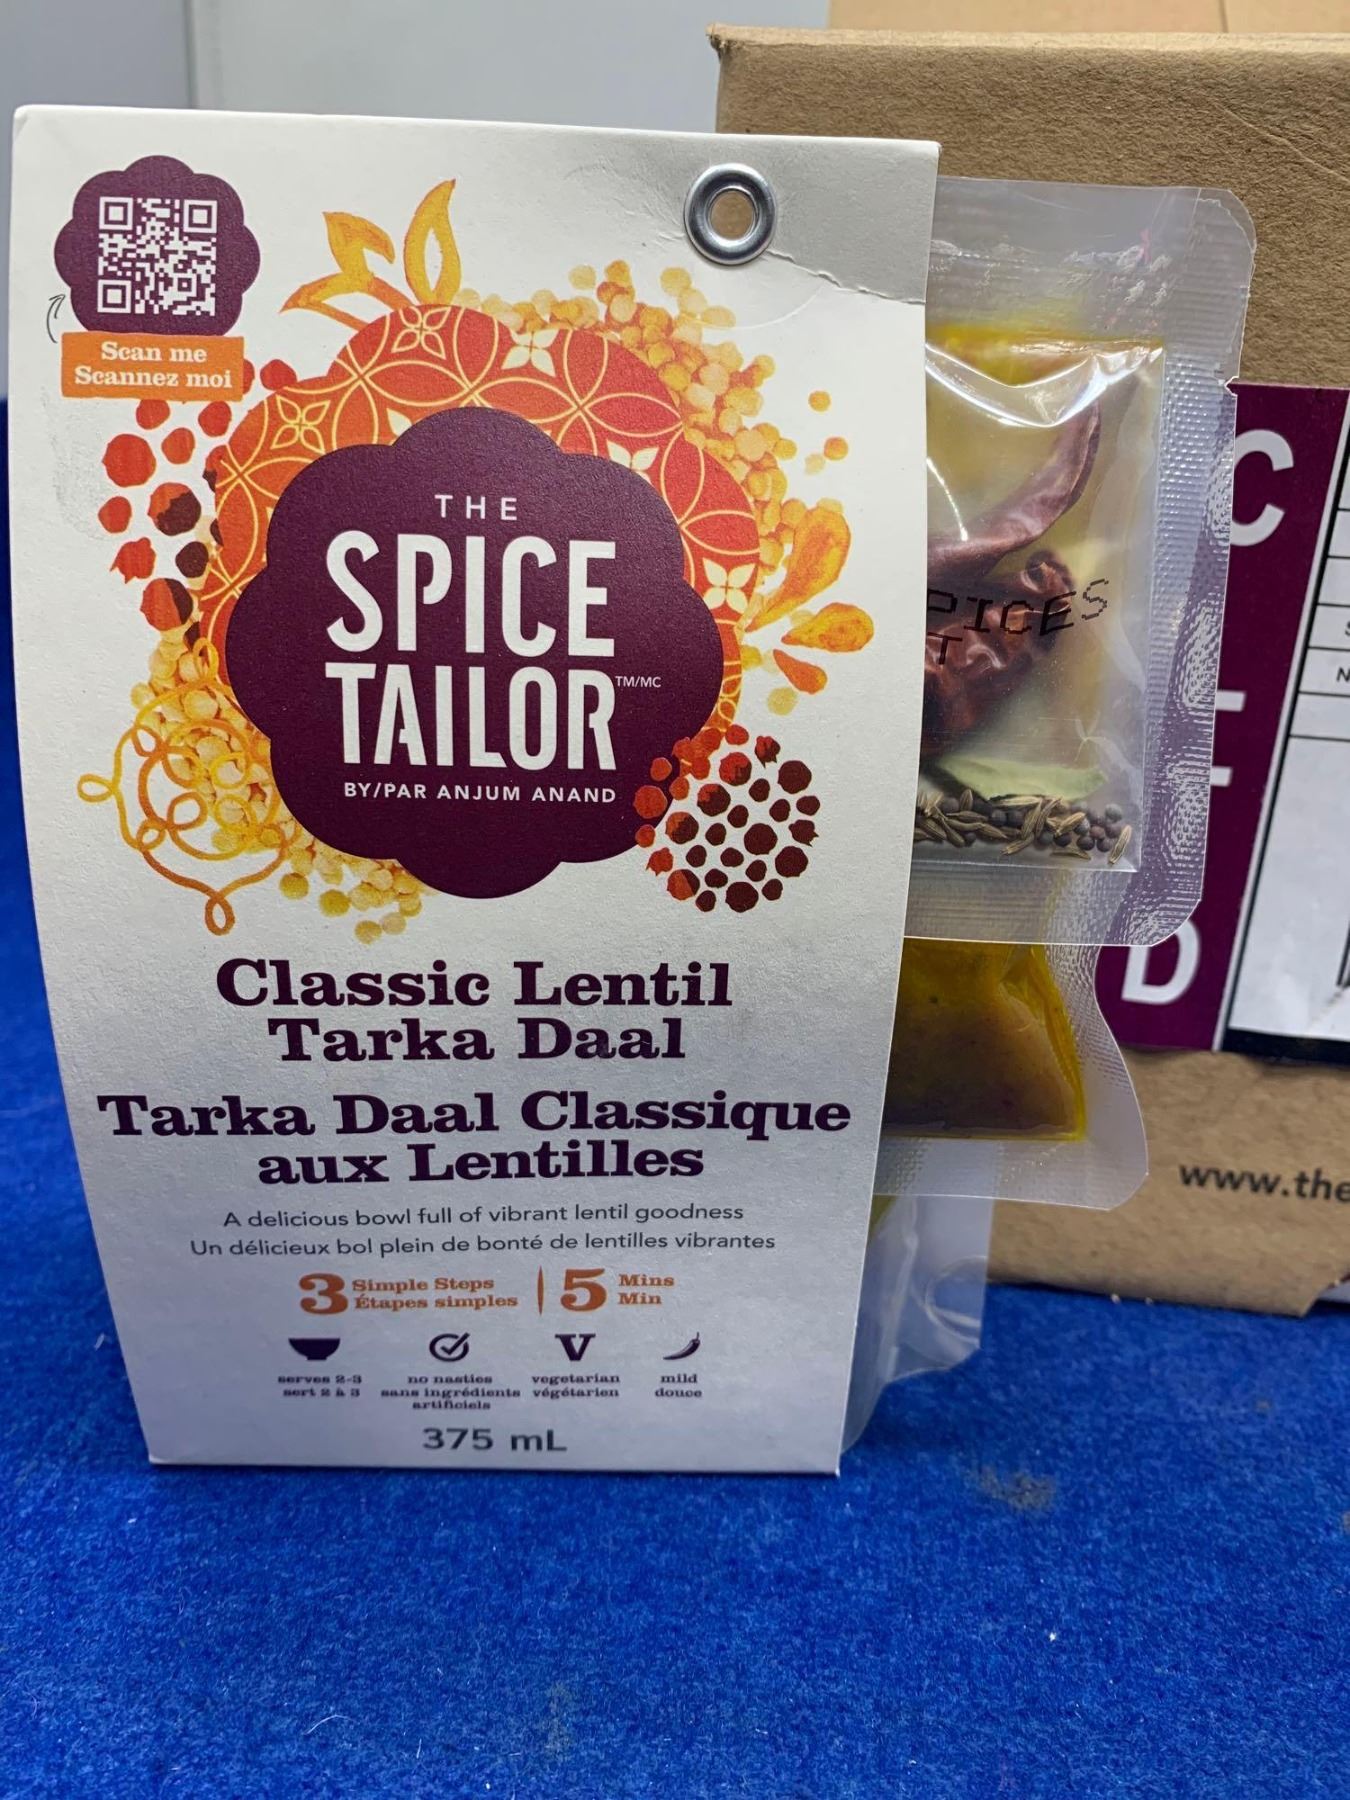 Scan me
Scannez moi
THE
SPICE
TAILOR TM/MC
BY/PAR ANJUM ANAND
Classic Lentil
Tarka Daal
Tarka Daal Classique
aux Lentilles
A delicious bowl full of vibrant lentil goodness
Un délicieux bol plein de bonté de lentilles vibrantes
3 Simple Steps
Étapes simples
5 Mins
Min
serves 2-3
sert 2 à 3
no nasties
sans ingrédients
artificiels
V
vegetarian
végétarien
mild
douce
375 mL
PICES
T
C
D
www.the